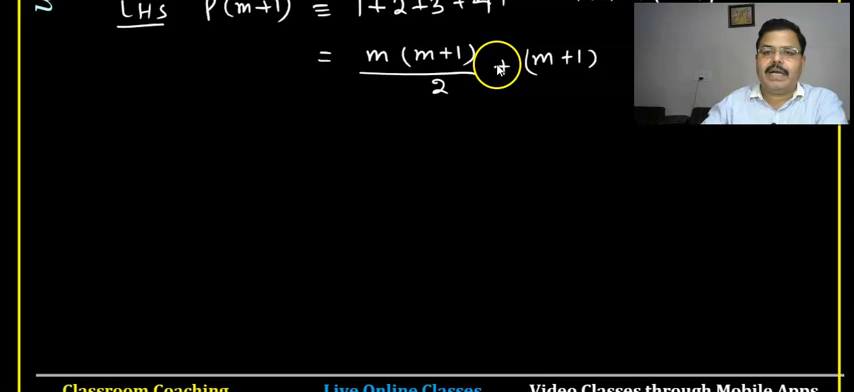 LHS P(m+1) ≡ 1+2+3+4+
= m(m+1)/2 + (m+1)
Classroom Coaching Live Online Classes Video Classes through Mobile Apps